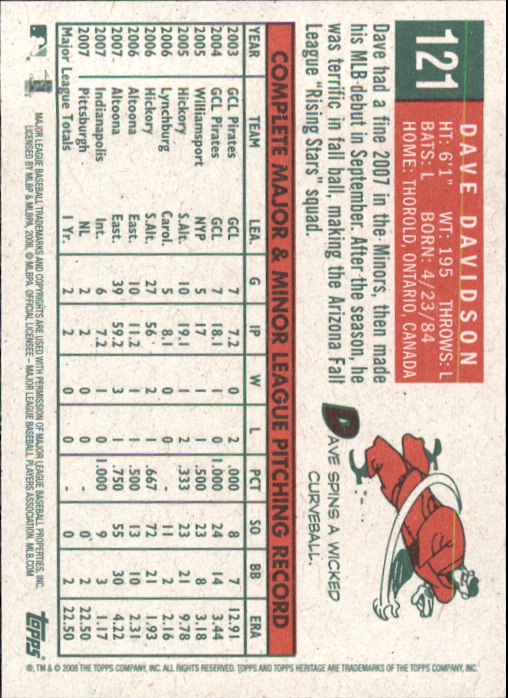 121
DAVE DAVIDSON
HT: 6'1" WT: 195 THROWS: L
BATS: L BORN: 4/23/84
HOME: THOROLD, ONTARIO, CANADA
Dave had a fine 2007 in the Minors, then made
his MLB-debut in September. After the season, he
was terrific in fall ball, making the Arizona Fall
League "Rising Stars" squad.
DAVE SPINS A WICKED
CURVEBALL.
COMPLETE MAJOR & MINOR LEAGUE PITCHING RECORD
YEAR TEAM LEA. G IP W L PCT SO BB ERA
2003 GCL Pirates GCL 7 7.2 0 2 .000 8 7 12.91
2004 GCL Pirates GCL 7 18.1 1 0 1.000 24 14 3.44
2005 Williamsport NYP 5 17 1 1 .500 23 8 3.18
2005 Hickory S.Atl. 10 19.1 1 2 .333 23 21 9.78
2006 Lynchburg Carol. 5 8.1 0 0 - 11 2 2.16
2006 Hickory S.Atl. 27 56 2 1 .667 72 21 1.93
2006 Altoona East. 10 11.2 1 1 .500 13 10 2.31
2007 Altoona East. 39 59.2 3 1 .750 55 30 4.22
2007 Indianapolis Int. 6 7.2 1 0 1.000 9 3 1.17
2007 Pittsburgh NL 2 2 0 0 - 0 2 22.50
Major League Totals 1 Yr. 2 2 0 0 - 0 2 22.50
MAJOR LEAGUE BASEBALL TRADEMARKS AND COPYRIGHTS ARE USED WITH PERMISSION OF MAJOR LEAGUE BASEBALL PROPERTIES, INC.
LICENSED BY MLBP & MLBPA, 2008. © MLBPA. OFFICIAL LICENSEE – MAJOR LEAGUE BASEBALL PLAYERS ASSOCIATION. MLB.COM
topps
®, TM & © 2008 THE TOPPS COMPANY, INC. ALL RIGHTS RESERVED. TOPPS AND TOPPS HERITAGE ARE TRADEMARKS OF THE TOPPS COMPANY, INC.